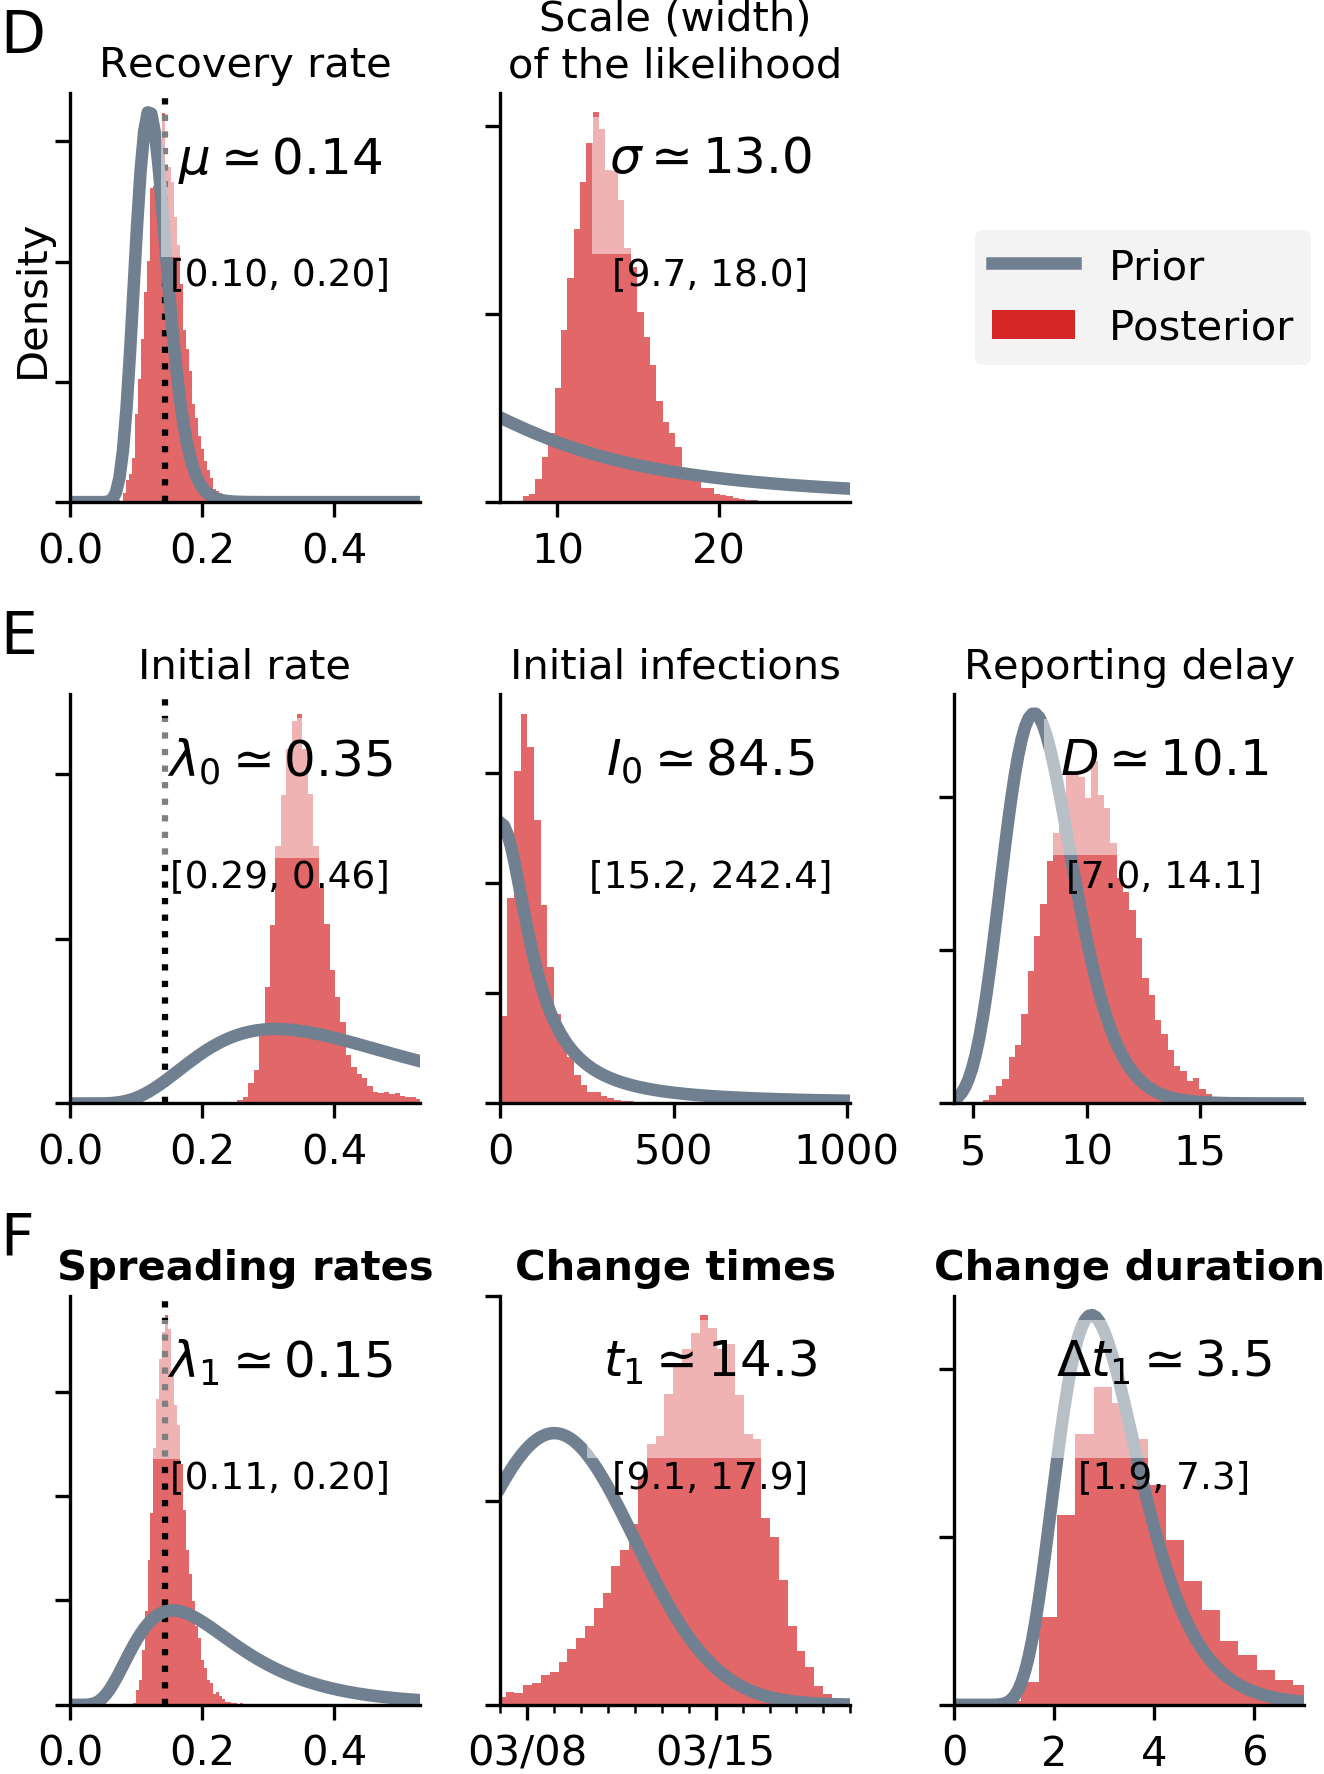 D
Recovery rate
Scale (width)
of the likelihood
Density
μ ≃ 0.14
[0.10, 0.20]
0.0 0.2 0.4
σ ≃ 13.0
[9.7, 18.0]
10 20
Prior
Posterior
E
Initial rate
λ₀ ≃ 0.35
[0.29, 0.46]
0.0 0.2 0.4
Initial infections
I₀ ≃ 84.5
[15.2, 242.4]
0 500 1000
Reporting delay
D ≃ 10.1
[7.0, 14.1]
5 10 15
F
Spreading rates
λ₁ ≃ 0.15
[0.11, 0.20]
0.0 0.2 0.4
Change times
t₁ ≃ 14.3
[9.1, 17.9]
03/08 03/15
Change duration
Δt₁ ≃ 3.5
[1.9, 7.3]
0 2 4 6